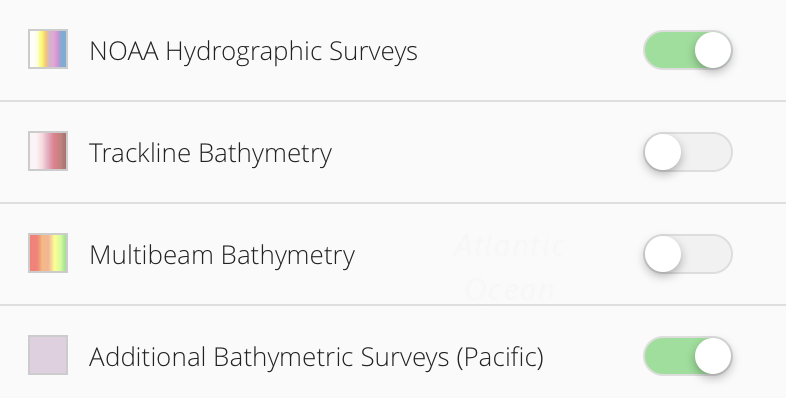 NOAA Hydrographic Surveys
Trackline Bathymetry
Multibeam Bathymetry
Atlantic
Ocean
Additional Bathymetric Surveys (Pacific)